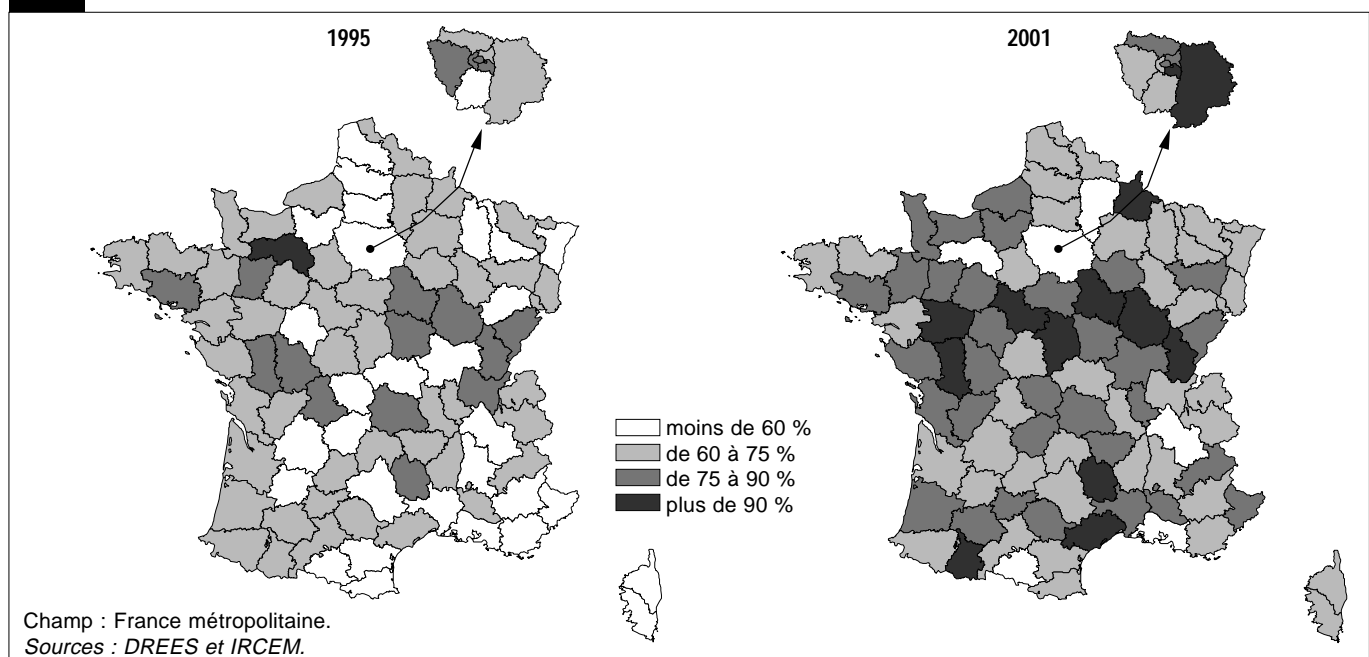 1995
2001
moins de 60 %
de 60 à 75 %
de 75 à 90 %
plus de 90 %
Champ : France métropolitaine.
Sources : DREES et IRCEM.